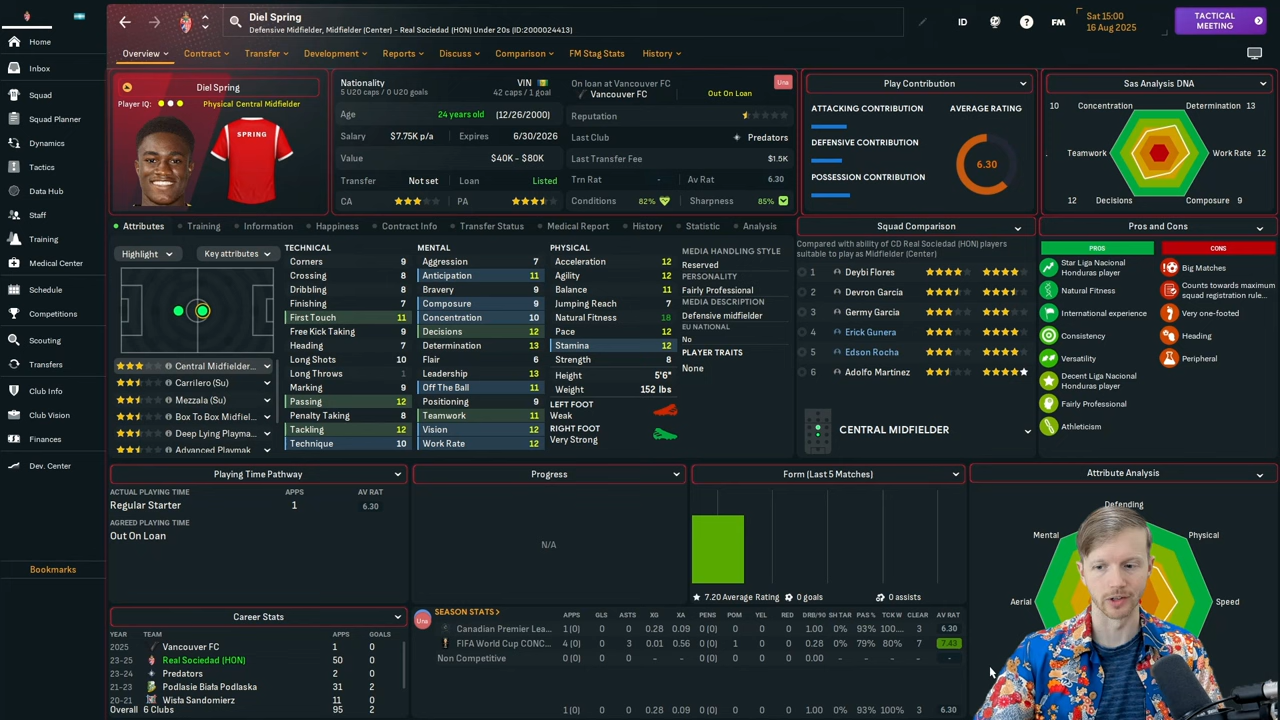 Diel Spring
Defensive Midfielder, Midfielder (Center) - Real Sociedad (HON) Under 20s (ID:2000024413)
ID
FM
Sat 15:00
16 Aug 2025
TACTICAL
MEETING
Overview
Contract
Transfer
Development
Reports
Discuss
Comparison
FM Stag Stats
History
Home
Inbox
Squad
Squad Planner
Dynamics
Tactics
Data Hub
Staff
Training
Medical Center
Schedule
Competitions
Scouting
Transfers
Club Info
Club Vision
Finances
Dev. Center
Bookmarks
Diel Spring
Player IQ:
Physical Central Midfielder
SPRING
Nationality VIN
5 U20 caps / 0 U20 goals 42 caps / 1 goal
Age 24 years old (12/26/2000)
Salary $7.75K p/a Expires 6/30/2026
Value $40K - $80K
Transfer Not set Loan Listed
CA PA
On loan at Vancouver FC Una
Vancouver FC Out On Loan
Reputation
Last Club Predators
Last Transfer Fee $1.5K
Trn Rat - Av Rat 6.30
Conditions 82% Sharpness 85%
Play Contribution
ATTACKING CONTRIBUTION
DEFENSIVE CONTRIBUTION
POSSESSION CONTRIBUTION
AVERAGE RATING
6.30
Sas Analysis DNA
10 Concentration Determination 13
Teamwork Work Rate 12
12 Decisions Composure 9
Attributes
Training
Information
Happiness
Contract Info
Transfer Status
Medical Report
History
Statistic
Analysis
Highlight
Key attributes
Central Midfielder...
Carrilero (Su)
Mezzala (Su)
Box To Box Midfiel...
Deep Lying Playma...
Advanced Playmak
TECHNICAL
Corners 9
Crossing 8
Dribbling 8
Finishing 7
First Touch 11
Free Kick Taking 9
Heading 7
Long Shots 10
Long Throws 1
Marking 9
Passing 12
Penalty Taking 8
Tackling 12
Technique 10
MENTAL
Aggression 7
Anticipation 11
Bravery 9
Composure 9
Concentration 10
Decisions 12
Determination 13
Flair 6
Leadership 13
Off The Ball 11
Positioning 9
Teamwork 11
Vision 12
Work Rate 12
PHYSICAL
Acceleration 12
Agility 12
Balance 11
Jumping Reach 7
Natural Fitness 18
Pace 12
Stamina 12
Strength 8
Height 5'6"
Weight 152 lbs
LEFT FOOT
Weak
RIGHT FOOT
Very Strong
MEDIA HANDLING STYLE
Reserved
PERSONALITY
Fairly Professional
MEDIA DESCRIPTION
Defensive midfielder
EU NATIONAL
No
PLAYER TRAITS
None
Squad Comparison
Compared with ability of CD Real Sociedad (HON) players
suitable to play as Midfielder (Center)
1 Deybi Flores
2 Devron Garcia
3 Germy Garcia
4 Erick Gunera
5 Edson Rocha
6 Adolfo Martinez
CENTRAL MIDFIELDER
Pros and Cons
PROS
Star Liga Nacional
Honduras player
Natural Fitness
International experience
Consistency
Versatility
Decent Liga Nacional
Honduras player
Fairly Professional
Athleticism
CONS
Big Matches
Counts towards maximum
squad registration rule...
Very one-footed
Heading
Peripheral
Playing Time Pathway
ACTUAL PLAYING TIME APPS AV RAT
Regular Starter 1 6.30
AGREED PLAYING TIME
Out On Loan
Progress
N/A
Form (Last 5 Matches)
7.20 Average Rating 0 goals 0 assists
Attribute Analysis
Defending
Mental Physical
Aerial Speed
Career Stats
YEAR TEAM APPS GOALS
2025 Vancouver FC 1 0
23-25 Real Sociedad (HON) 50 0
23-24 Predators 2 0
21-23 Podlasie Biała Podlaska 31 2
20-21 Wisła Sandomierz 11 0
Overall 6 Clubs 95 2
Una
SEASON STATS APPS GLS ASTS XG XA PENS POM YEL RED DRB/90 SH TAR PAS % TCK W CLEAR AV RAT
Canadian Premier Lea... 1 (0) 0 0 0.28 0.09 0 (0) 0 0 0 1.00 0% 93% 100.... 3 6.30
FIFA World Cup CONC... 4 (0) 0 3 0.01 0.56 0 (0) 1 0 0 0.28 0% 79% 80% 7 7.43
Non Competitive 0 (0) 0 0 - - 0 (0) 0 0 0 0.00 0% - - - -
1 (0) 0 0 0.28 0.09 0 (0) 0 0 0 1.00 0% 93% 100% 3 6.30